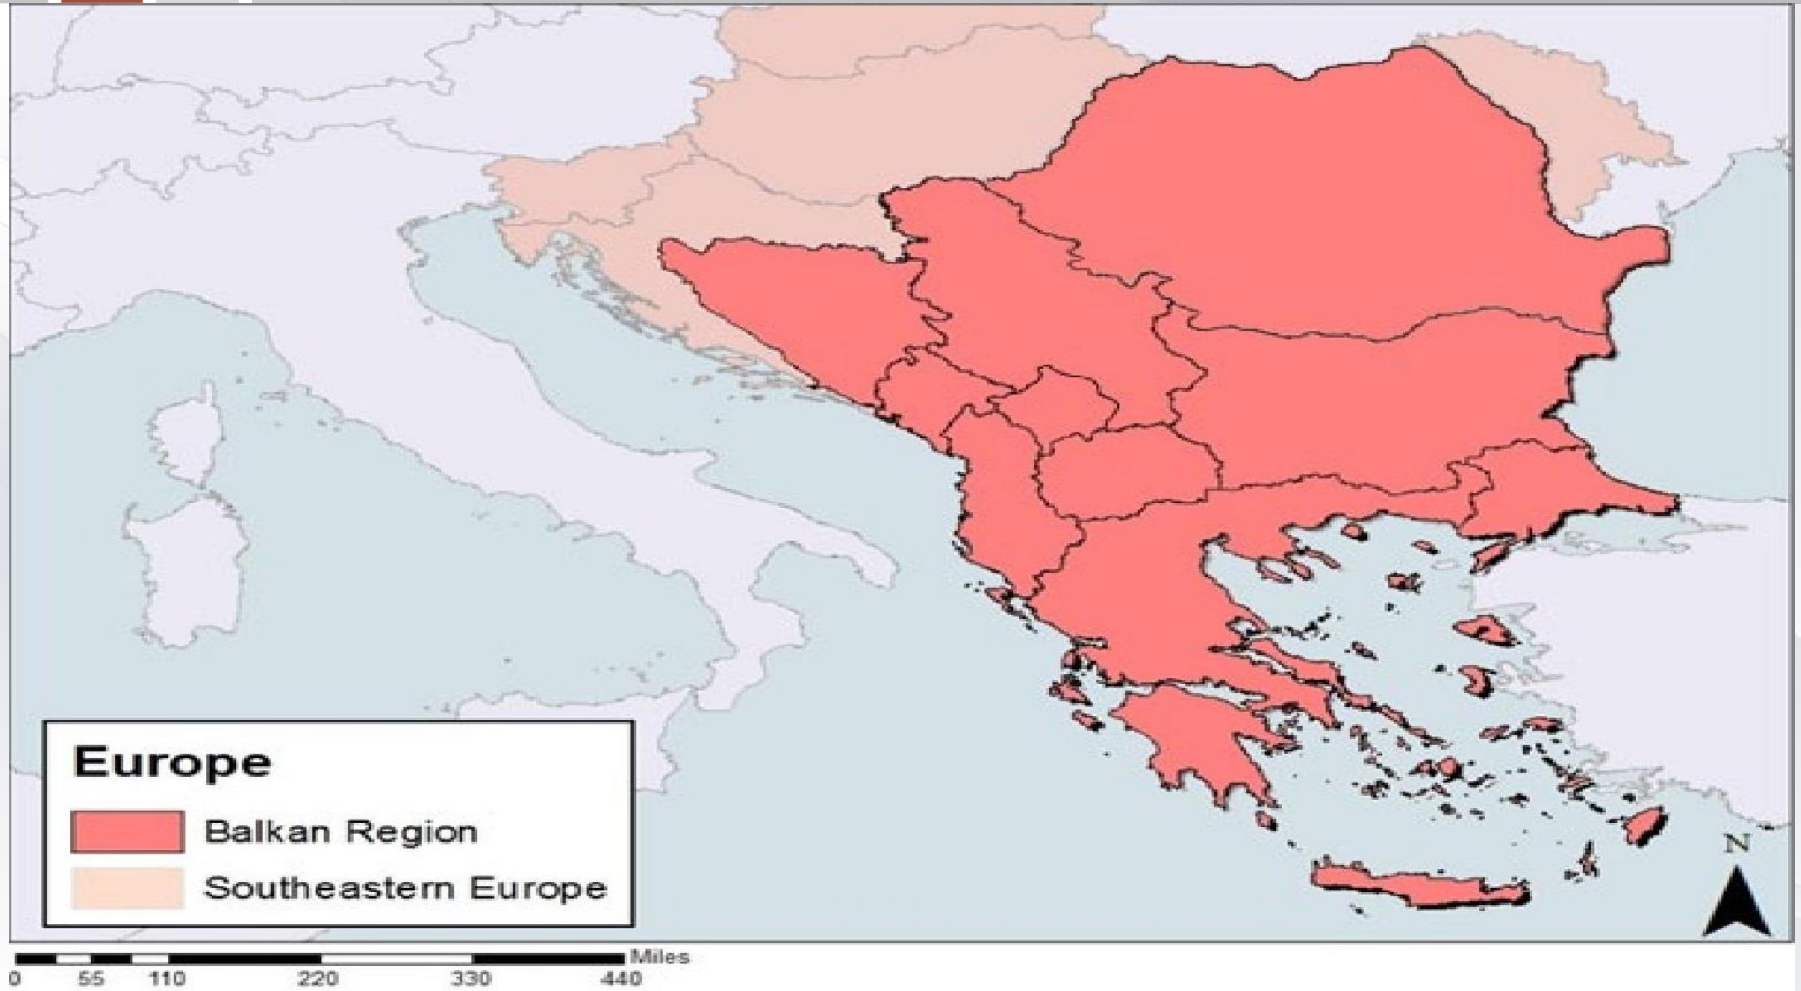 Europe
Balkan Region
Southeastern Europe
N
Miles
0 55 110 220 330 440